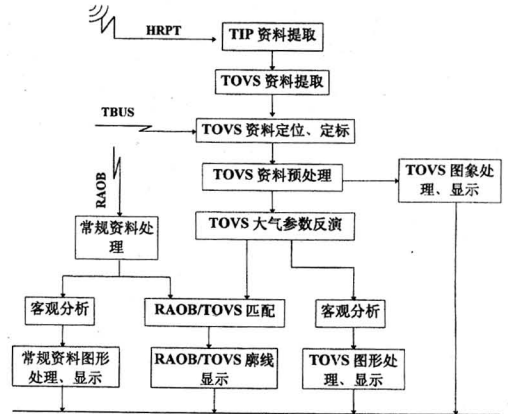 HRPT
TIP 资料提取
TOVS 资料提取
TBUS
TOVS 资料定位、定标
RAOB
TOVS 资料预处理
TOVS 图象处
理、显示
常规资料处
理
TOVS 大气参数反演
客观分析
RAOB/TOVS 匹配
客观分析
常规资料图形
处理、显示
RAOB/TOVS 廓线
显示
TOVS 图形处
理、显示